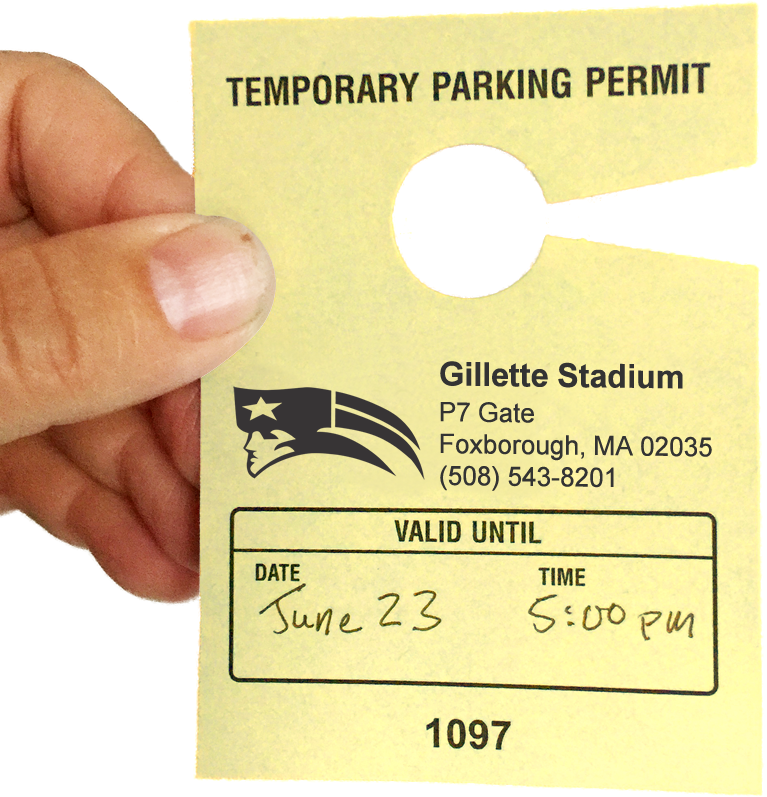 TEMPORARY PARKING PERMIT
Gillette Stadium
P7 Gate
Foxborough, MA 02035
(508) 543-8201
VALID UNTIL
DATE TIME
June 23 5:00 pm
1097